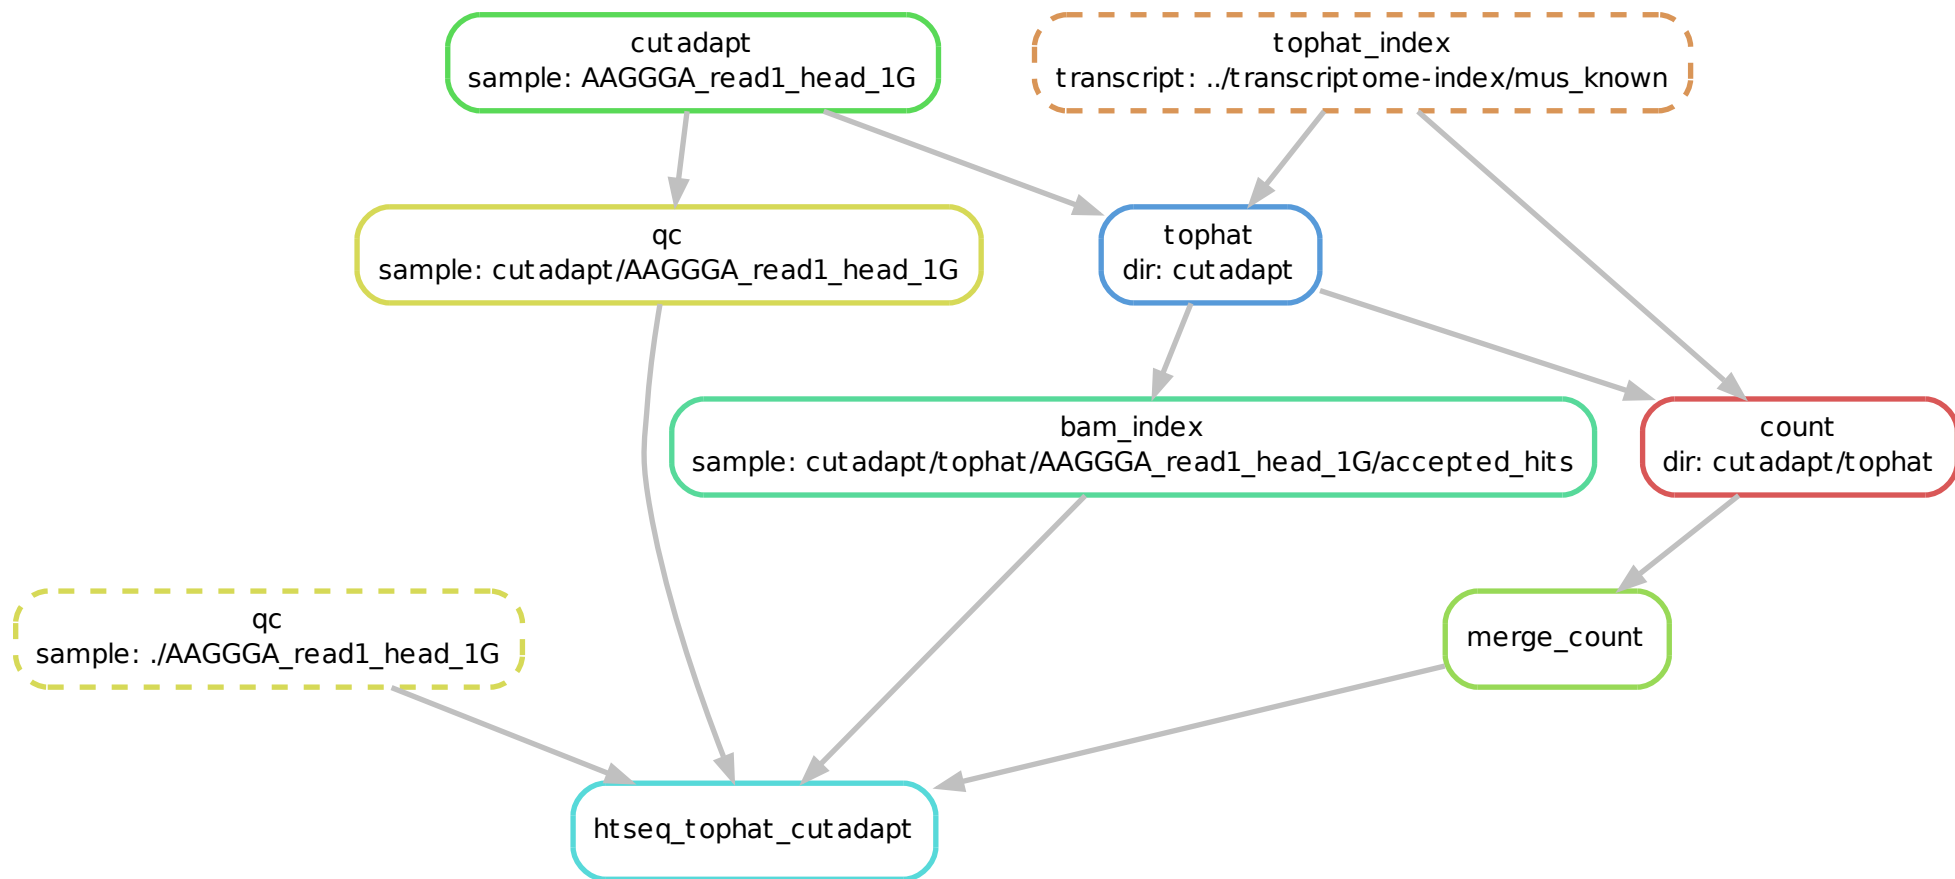 cutadapt
sample: AAGGGA_read1_head_1G
tophat_index
transcript: ../transcriptome-index/mus_known
qc
sample: cutadapt/AAGGGA_read1_head_1G
tophat
dir: cutadapt
bam_index
sample: cutadapt/tophat/AAGGGA_read1_head_1G/accepted_hits
count
dir: cutadapt/tophat
qc
sample: ./AAGGGA_read1_head_1G
merge_count
htseq_tophat_cutadapt